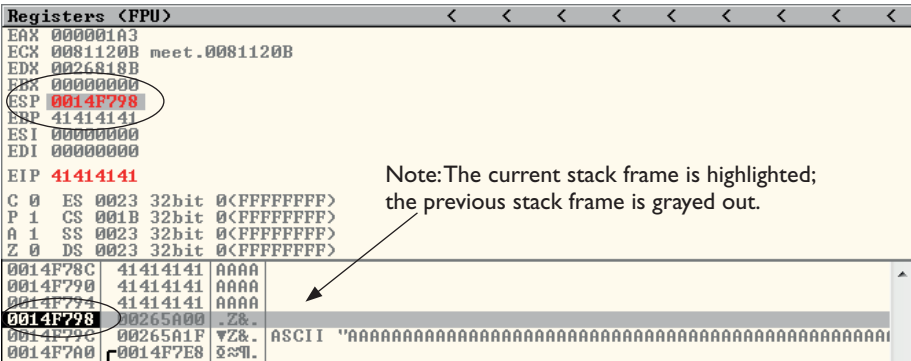 Registers (FPU) < < < < < < < < <
EAX 000001A3
ECX 0081120B meet.0081120B
EDX 0026818B
EBX 00000000
ESP 0014F798
EBP 41414141
ESI 00000000
EDI 00000000
EIP 41414141
C 0 ES 0023 32bit 0(FFFFFFFF)
P 1 CS 001B 32bit 0(FFFFFFFF)
A 1 SS 0023 32bit 0(FFFFFFFF)
Z 0 DS 0023 32bit 0(FFFFFFFF)
Note: The current stack frame is highlighted;
the previous stack frame is grayed out.
0014F78C 41414141 AAAA
0014F790 41414141 AAAA
0014F794 41414141 AAAA
0014F798 00265A00 .Z&.
0014F79C 00265A1F ▼Z&. ASCII "AAAAAAAAAAAAAAAAAAAAAAAAAAAAAAAAAAAAAAAAAAAAA
0014F7A0 0014F7E8